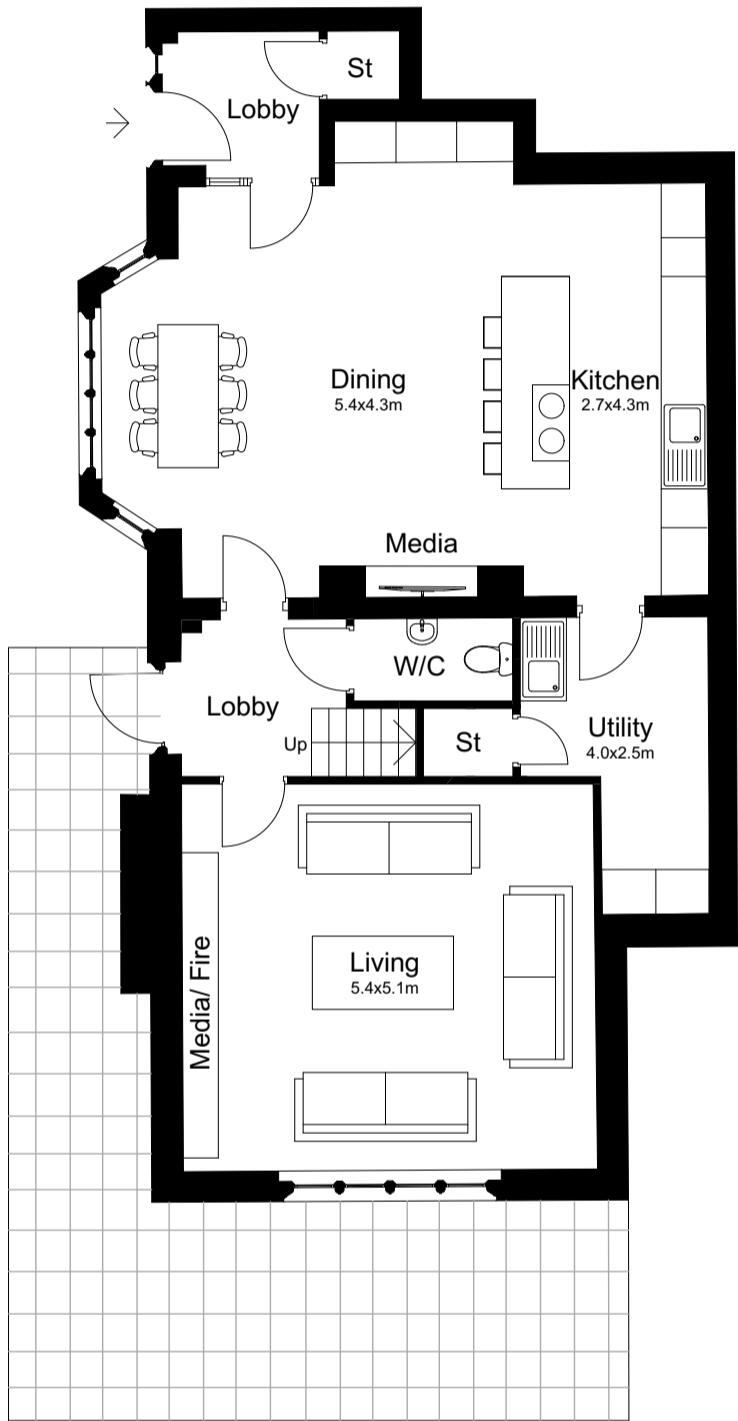 St
Lobby
Dining
5.4x4.3m
Kitchen
2.7x4.3m
Media
W/C
Lobby
Up
St
Utility
4.0x2.5m
Media/ Fire
Living
5.4x5.1m